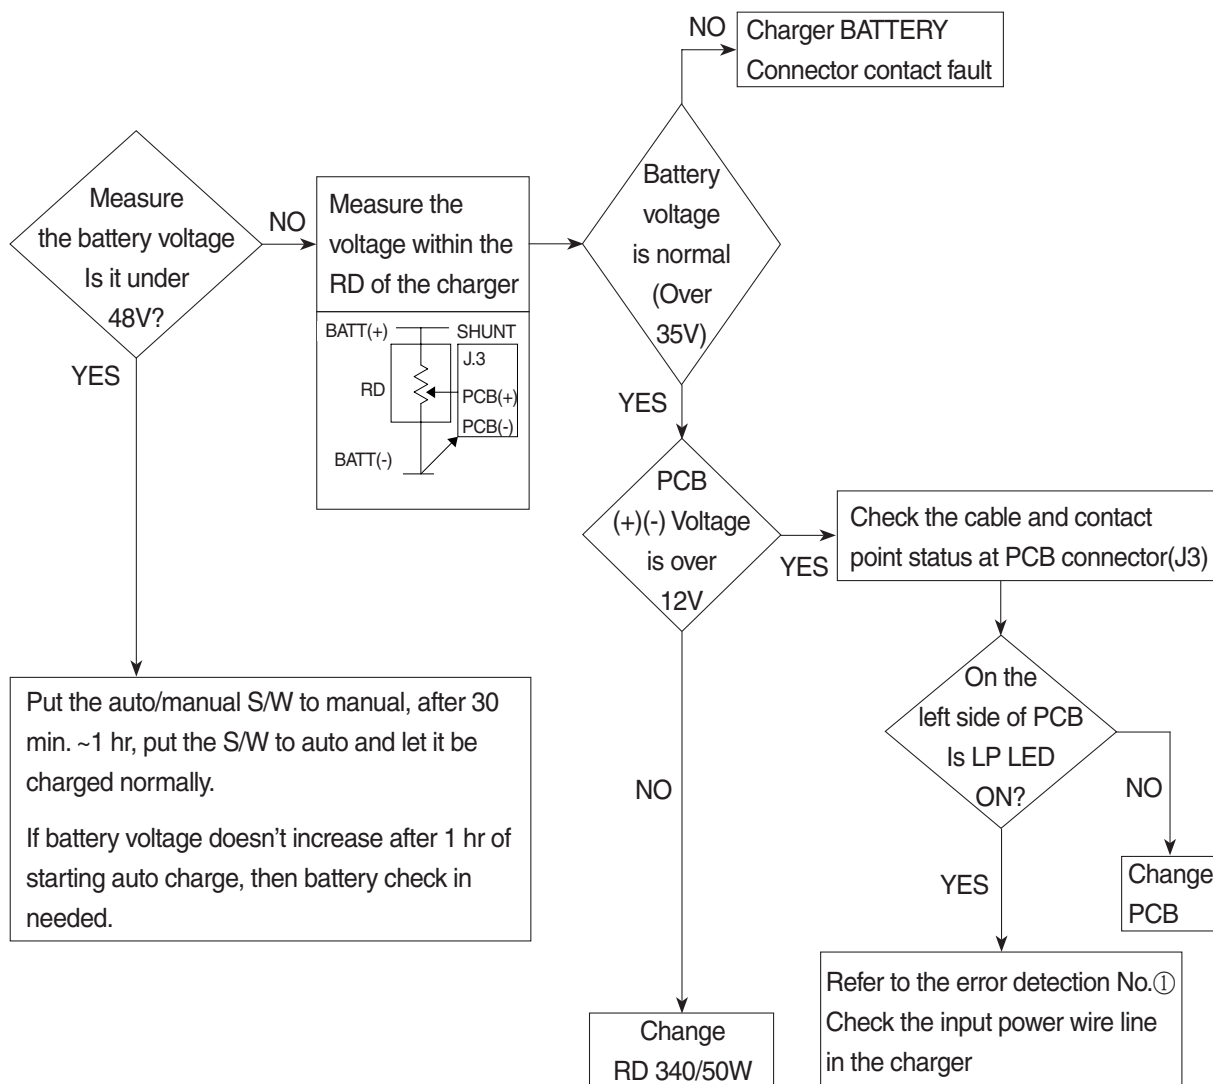 Measure
the battery voltage
Is it under
48V?
NO
YES
Put the auto/manual S/W to manual, after 30
min. ~1 hr, put the S/W to auto and let it be
charged normally.
If battery voltage doesn't increase after 1 hr of
starting auto charge, then battery check in
needed.
Measure the
voltage within the
RD of the charger
BATT(+)
SHUNT
J.3
RD
PCB(+)
PCB(-)
BATT(-)
Battery
voltage
is normal
(Over
35V)
NO
Charger BATTERY
Connector contact fault
YES
PCB
(+)(-) Voltage
is over
12V
NO
Change
RD 340/50W
YES
Check the cable and contact
point status at PCB connector(J3)
On the
left side of PCB
Is LP LED
ON?
NO
Change
PCB
YES
Refer to the error detection No.①
Check the input power wire line
in the charger